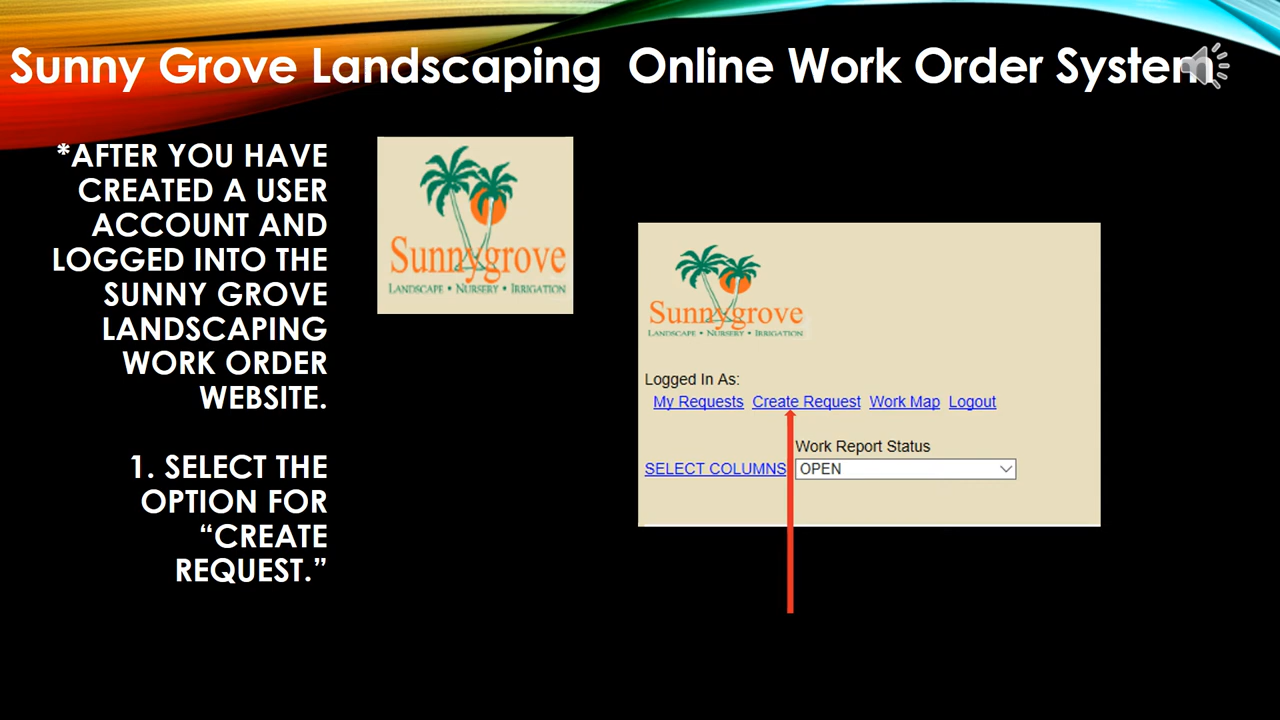 Sunny Grove Landscaping  Online Work Order System
*AFTER YOU HAVE
CREATED A USER
ACCOUNT AND
LOGGED INTO THE
SUNNY GROVE
LANDSCAPING
WORK ORDER
WEBSITE.
1. SELECT THE
OPTION FOR
“CREATE
REQUEST.”
Sunnygrove
LANDSCAPE • NURSERY • IRRIGATION
Sunnygrove
LANDSCAPE • NURSERY • IRRIGATION
Logged In As:
My Requests Create Request Work Map Logout
Work Report Status
SELECT COLUMNS OPEN